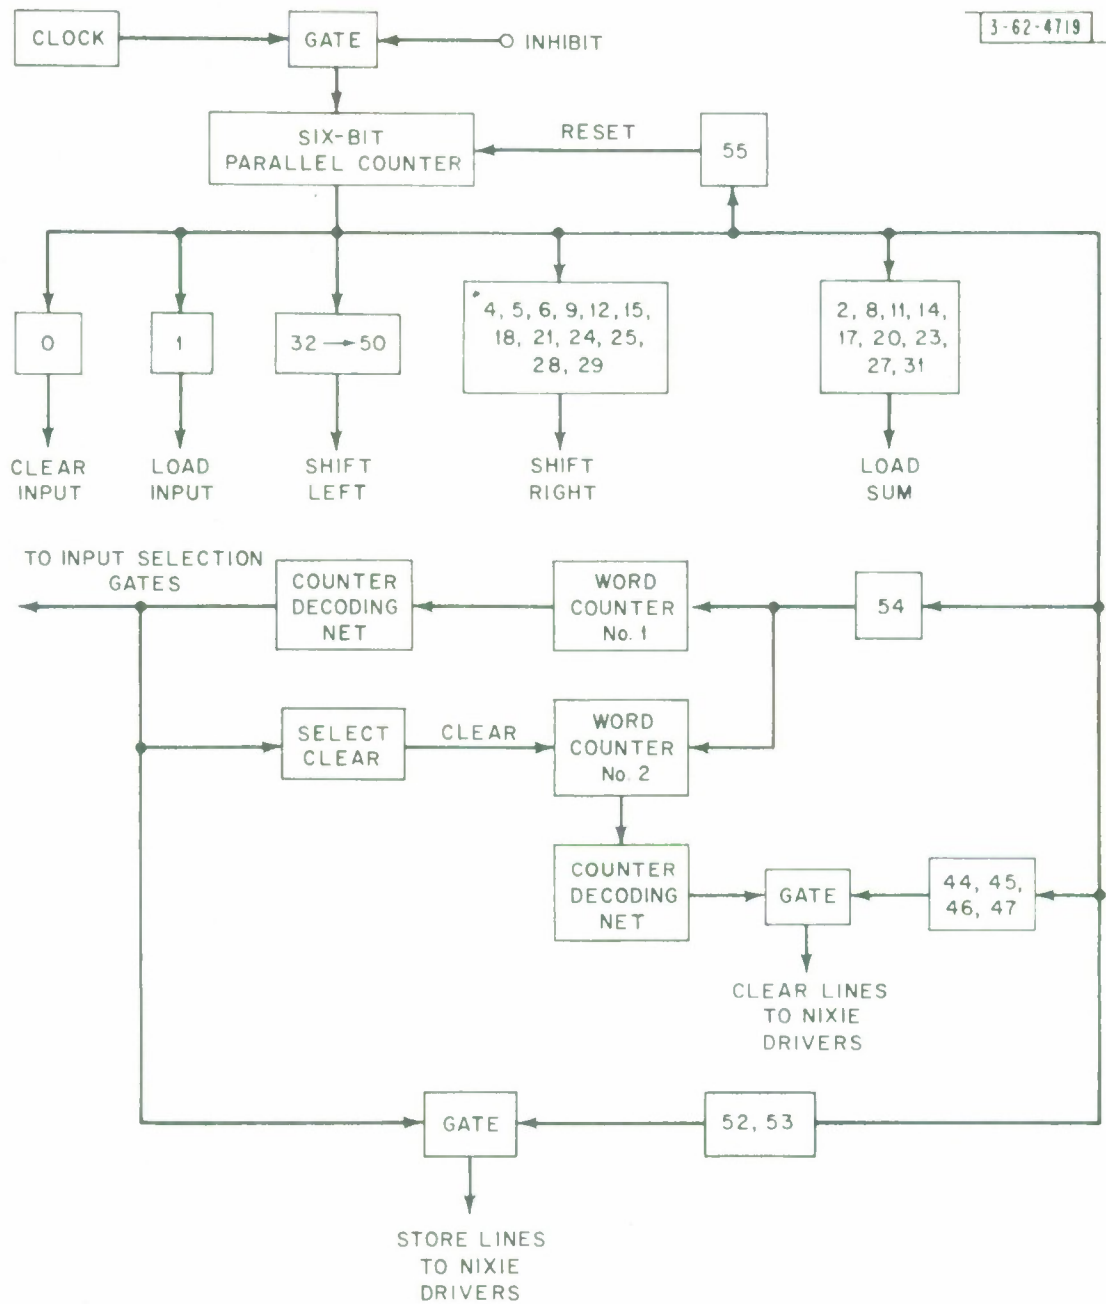 CLOCK
GATE
INHIBIT
3-62-4719
SIX-BIT
PARALLEL COUNTER
RESET
55
0
1
32 → 50
4, 5, 6, 9, 12, 15,
18, 21, 24, 25,
28, 29
2, 8, 11, 14,
17, 20, 23,
27, 31
CLEAR
INPUT
LOAD
INPUT
SHIFT
LEFT
SHIFT
RIGHT
LOAD
SUM
TO INPUT SELECTION
GATES
COUNTER
DECODING
NET
WORD
COUNTER
No. 1
54
SELECT
CLEAR
CLEAR
WORD
COUNTER
No. 2
COUNTER
DECODING
NET
GATE
44, 45,
46, 47
CLEAR LINES
TO NIXIE
DRIVERS
GATE
52, 53
STORE LINES
TO NIXIE
DRIVERS